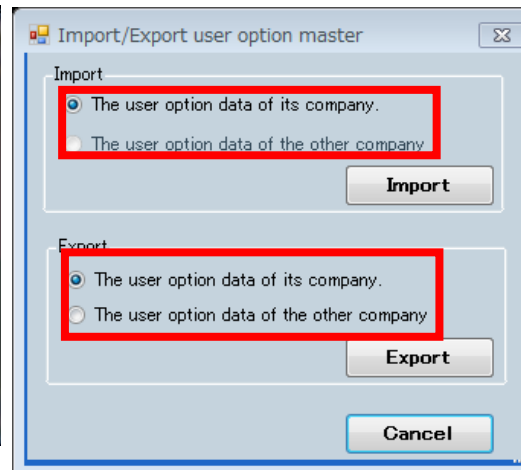 Import/Export user option master
Import
The user option data of its company.
The user option data of the other company
Import
Export
The user option data of its company.
The user option data of the other company
Export
Cancel